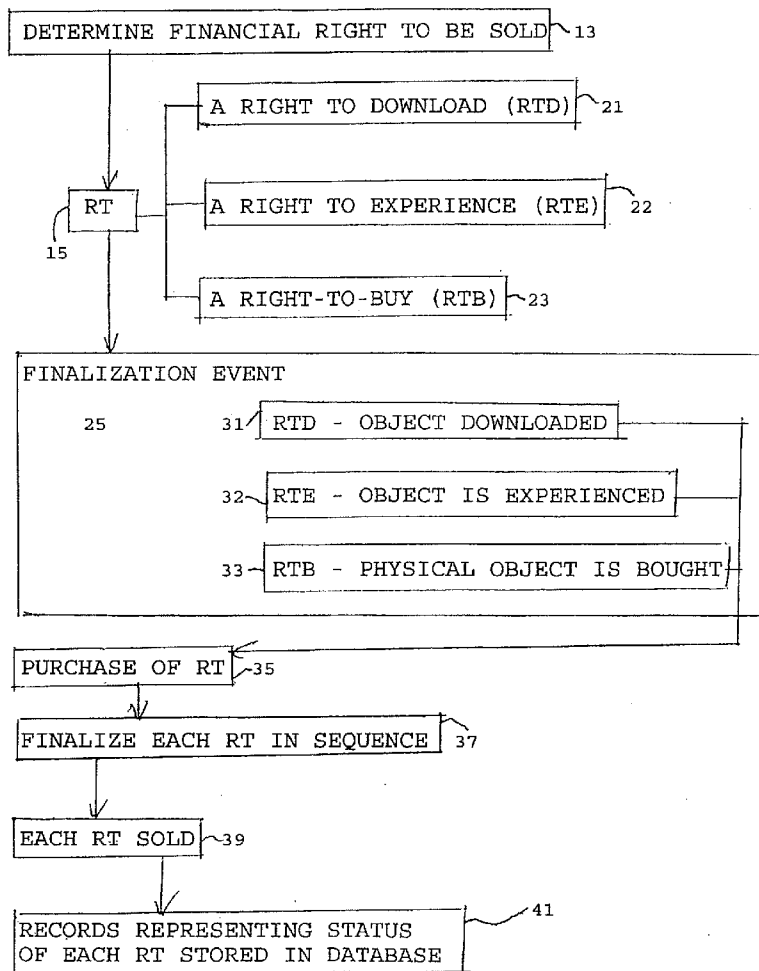 DETERMINE FINANCIAL RIGHT TO BE SOLD 13
A RIGHT TO DOWNLOAD (RTD) 21
RT
15
A RIGHT TO EXPERIENCE (RTE) 22
A RIGHT-TO-BUY (RTB) 23
FINALIZATION EVENT
25
31 RTD - OBJECT DOWNLOADED
32 RTE - OBJECT IS EXPERIENCED
33 RTB - PHYSICAL OBJECT IS BOUGHT
PURCHASE OF RT 35
FINALIZE EACH RT IN SEQUENCE 37
EACH RT SOLD 39
41
RECORDS REPRESENTING STATUS
OF EACH RT STORED IN DATABASE